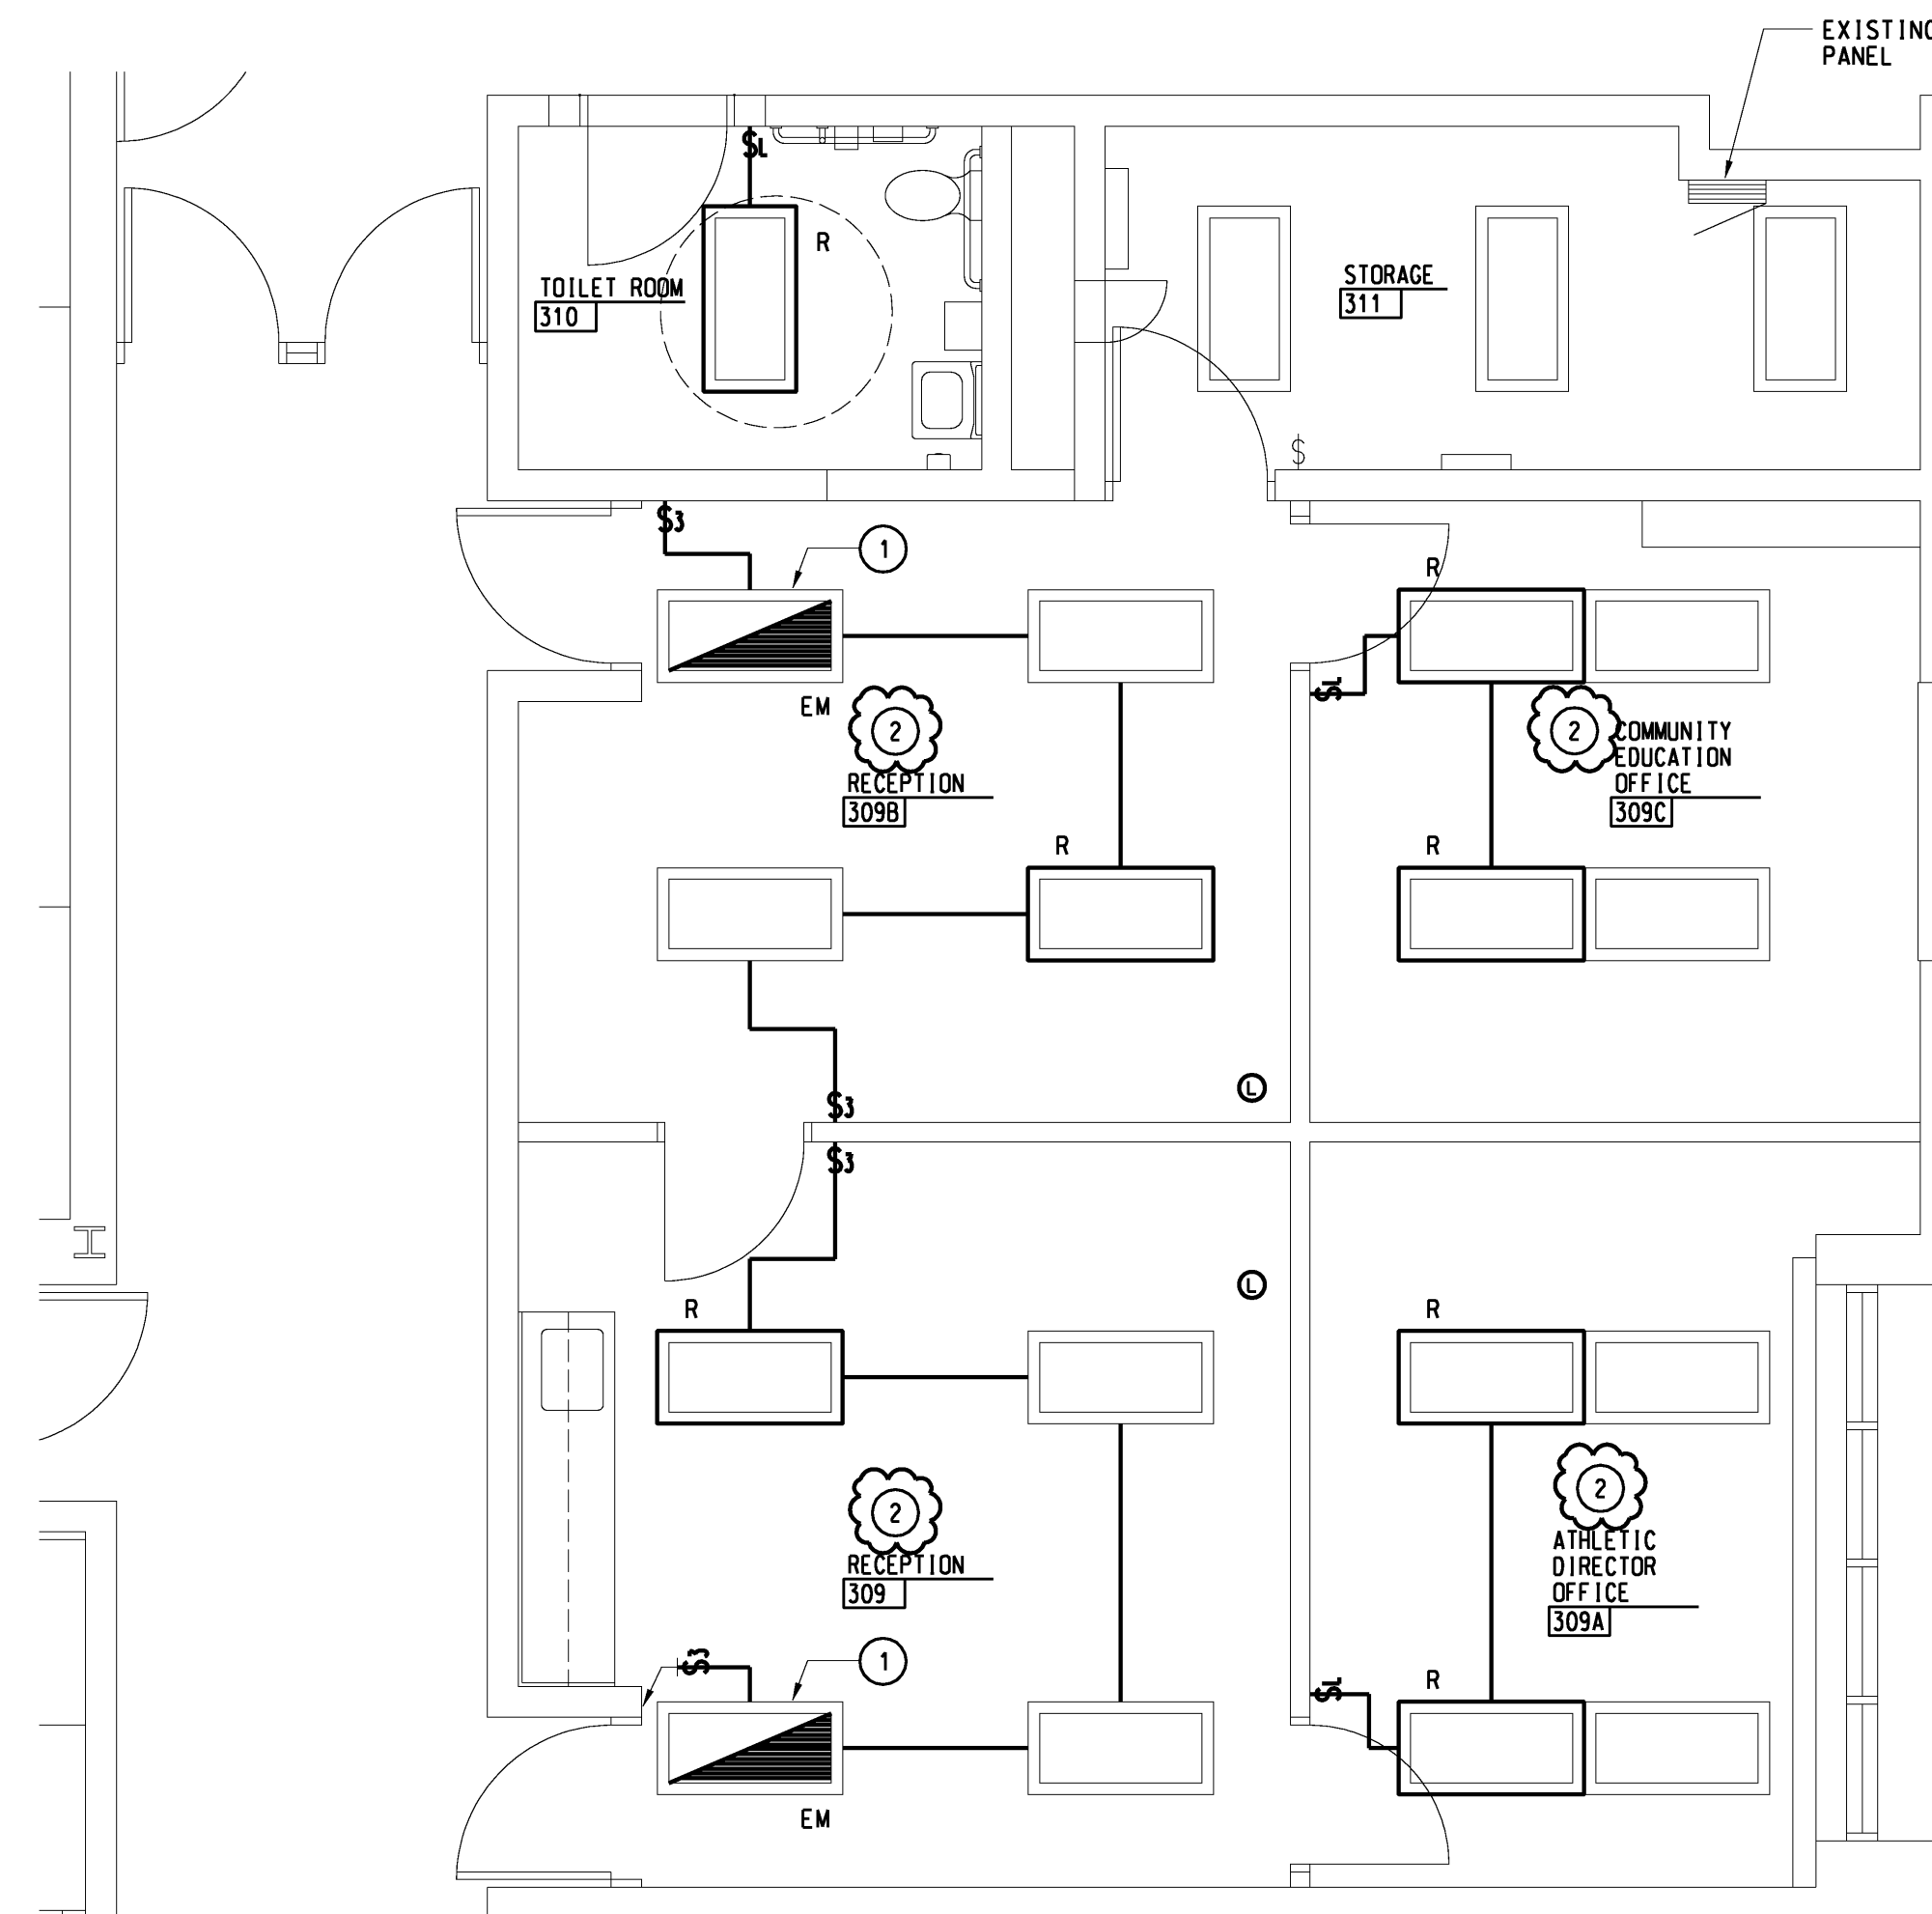 EXISTING
PANEL
$L
R
TOILET ROOM
310
STORAGE
311
$
$3
1
R
$L
EM
2
RECEPTION
309B
2
COMMUNITY
EDUCATION
OFFICE
309C
R
R
L
$3
$3
L
R
R
2
RECEPTION
309
2
ATHLETIC
DIRECTOR
OFFICE
309A
$3
1
R
$L
EM